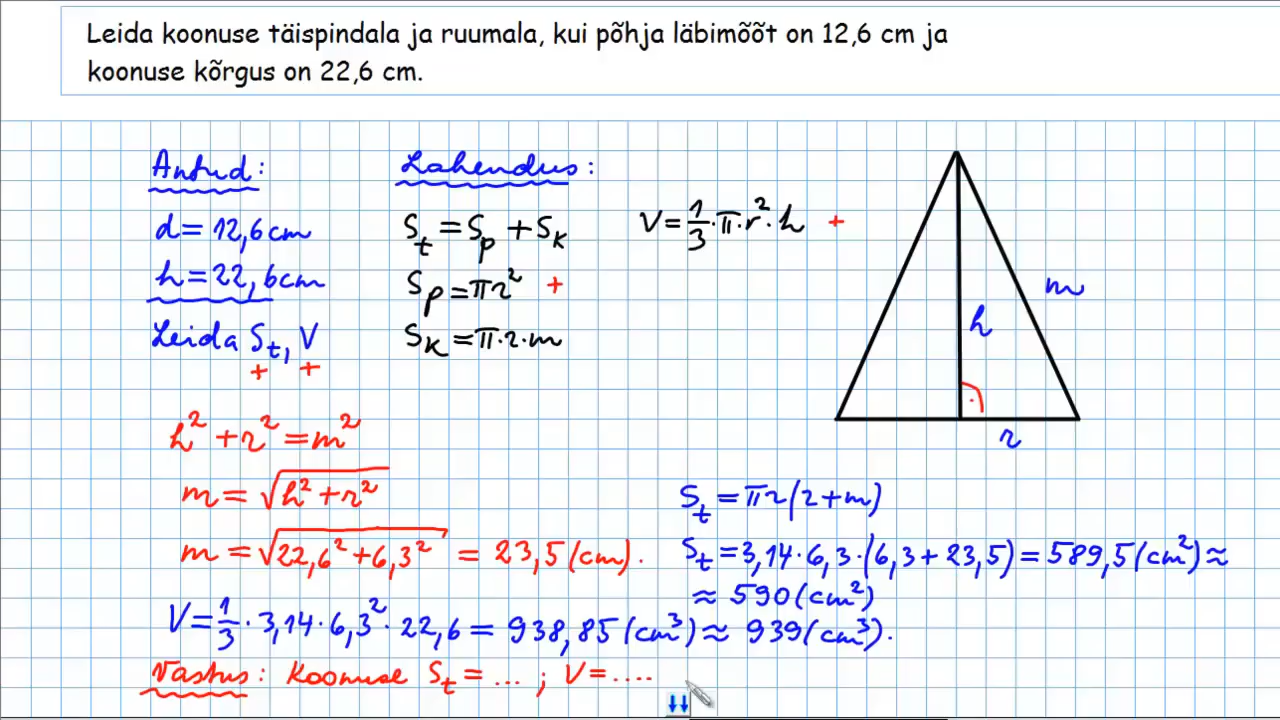 Leida koonuse täispindala ja ruumala, kui põhja läbimõõt on 12,6 cm ja
koonuse kõrgus on 22,6 cm.
Antud:
d = 12,6 cm
h = 22,6 cm
Leida S_t, V
+ +
Lahendus:
S_t = S_p + S_k
S_p = πr² +
S_k = π·r·m
V = 1/3·π·r²·h +
m
h
r
h² + r² = m²
m = √(h² + r²)
m = √(22,6² + 6,3²) = 23,5 (cm).
S_t = πr(r+m)
S_t = 3,14·6,3·(6,3 + 23,5) = 589,5 (cm²) ≈
≈ 590 (cm²)
V = 1/3 · 3,14 · 6,3² · 22,6 = 938,85 (cm³) ≈ 939 (cm³).
Vastus: Koonuse S_t = ... ; V = ....